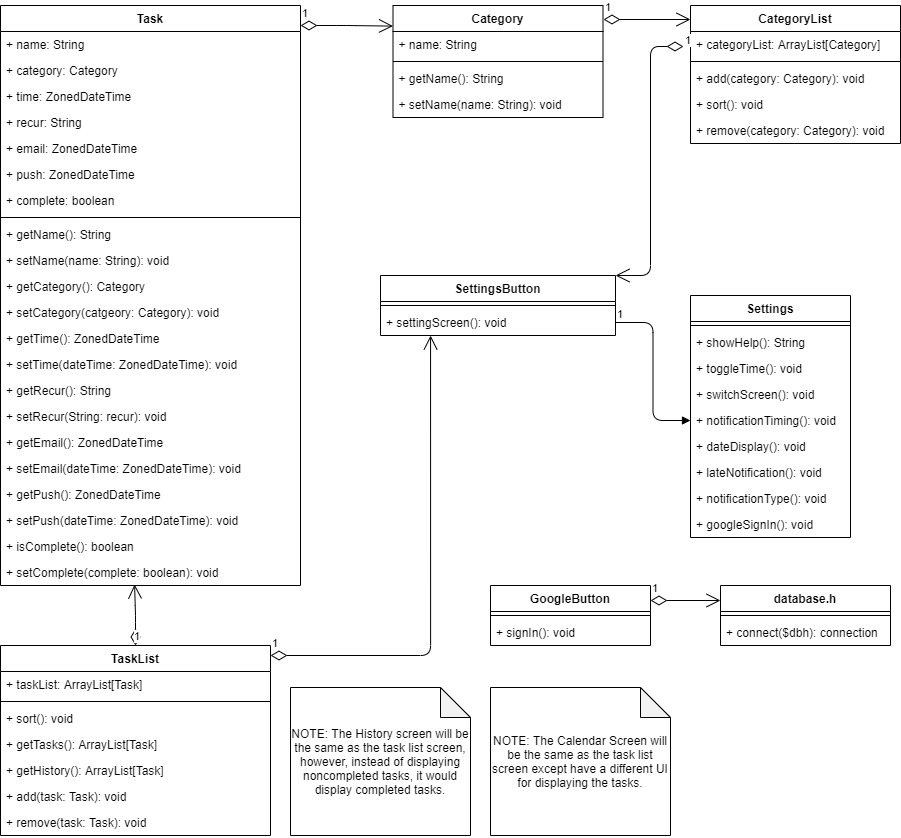 Task
+ name: String
+ category: Category
+ time: ZonedDateTime
+ recur: String
+ email: ZonedDateTime
+ push: ZonedDateTime
+ complete: boolean
+ getName(): String
+ setName(name: String): void
+ getCategory(): Category
+ setCategory(catgeory: Category): void
+ getTime(): ZonedDateTime
+ setTime(dateTime: ZonedDateTime): void
+ getRecur(): String
+ setRecur(String: recur): void
+ getEmail(): ZonedDateTime
+ setEmail(dateTime: ZonedDateTime): void
+ getPush(): ZonedDateTime
+ setPush(dateTime: ZonedDateTime): void
+ isComplete(): boolean
+ setComplete(complete: boolean): void
1
Category
+ name: String
+ getName(): String
+ setName(name: String): void
1
CategoryList
+ categoryList: ArrayList[Category]
+ add(category: Category): void
+ sort(): void
+ remove(category: Category): void
1
SettingsButton
+ settingScreen(): void
1
Settings
+ showHelp(): String
+ toggleTime(): void
+ switchScreen(): void
+ notificationTiming(): void
+ dateDisplay(): void
+ lateNotification(): void
+ notificationType(): void
+ googleSignIn(): void
GoogleButton
+ signIn(): void
1
database.h
+ connect($dbh): connection
1
TaskList
+ taskList: ArrayList[Task]
+ sort(): void
+ getTasks(): ArrayList[Task]
+ getHistory(): ArrayList[Task]
+ add(task: Task): void
+ remove(task: Task): void
1
NOTE: The History screen will be
the same as the task list screen,
however, instead of displaying
noncompleted tasks, it would
display completed tasks.
NOTE: The Calendar Screen will
be the same as the task list
screen except have a different UI
for displaying the tasks.